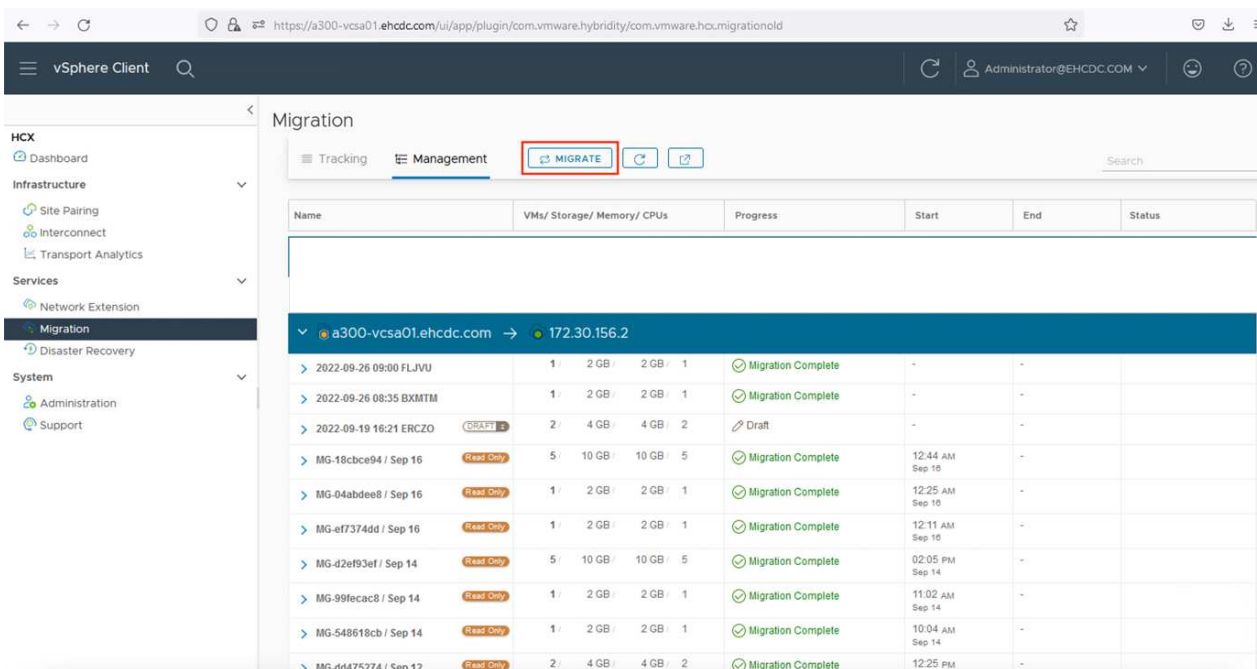 https://a300-vcsa01.ehcdc.com/ui/app/plugin/com.vmware.hybridity/com.vmware.hcx.migrationold
vSphere Client
Administrator@EHCDC.COM
HCX
Dashboard
Infrastructure
Site Pairing
Interconnect
Transport Analytics
Services
Network Extension
Migration
Disaster Recovery
System
Administration
Support
Migration
Tracking Management MIGRATE Search
Name VMs/ Storage/ Memory/ CPUs Progress Start End Status
a300-vcsa01.ehcdc.com → 172.30.156.2
2022-09-26 09:00 FLJVU 1 / 2 GB / 2 GB / 1 Migration Complete - -
2022-09-26 08:35 BXMTM 1 / 2 GB / 2 GB / 1 Migration Complete - -
2022-09-19 16:21 ERCZO DRAFT 2 / 4 GB / 4 GB / 2 Draft - -
MG-18cbce94 / Sep 16 Read Only 5 / 10 GB / 10 GB / 5 Migration Complete 12:44 AM -
Sep 16
MG-04abdee8 / Sep 16 Read Only 1 / 2 GB / 2 GB / 1 Migration Complete 12:25 AM -
Sep 16
MG-ef7374dd / Sep 16 Read Only 1 / 2 GB / 2 GB / 1 Migration Complete 12:11 AM -
Sep 16
MG-d2ef93ef / Sep 14 Read Only 5 / 10 GB / 10 GB / 5 Migration Complete 02:05 PM -
Sep 14
MG-99fecac8 / Sep 14 Read Only 1 / 2 GB / 2 GB / 1 Migration Complete 11:02 AM -
Sep 14
MG-548618cb / Sep 14 Read Only 1 / 2 GB / 2 GB / 1 Migration Complete 10:04 AM -
Sep 14
MG-dd475274 / Sep 12 Read Only 2 / 4 GB / 4 GB / 2 Migration Complete 12:25 PM -